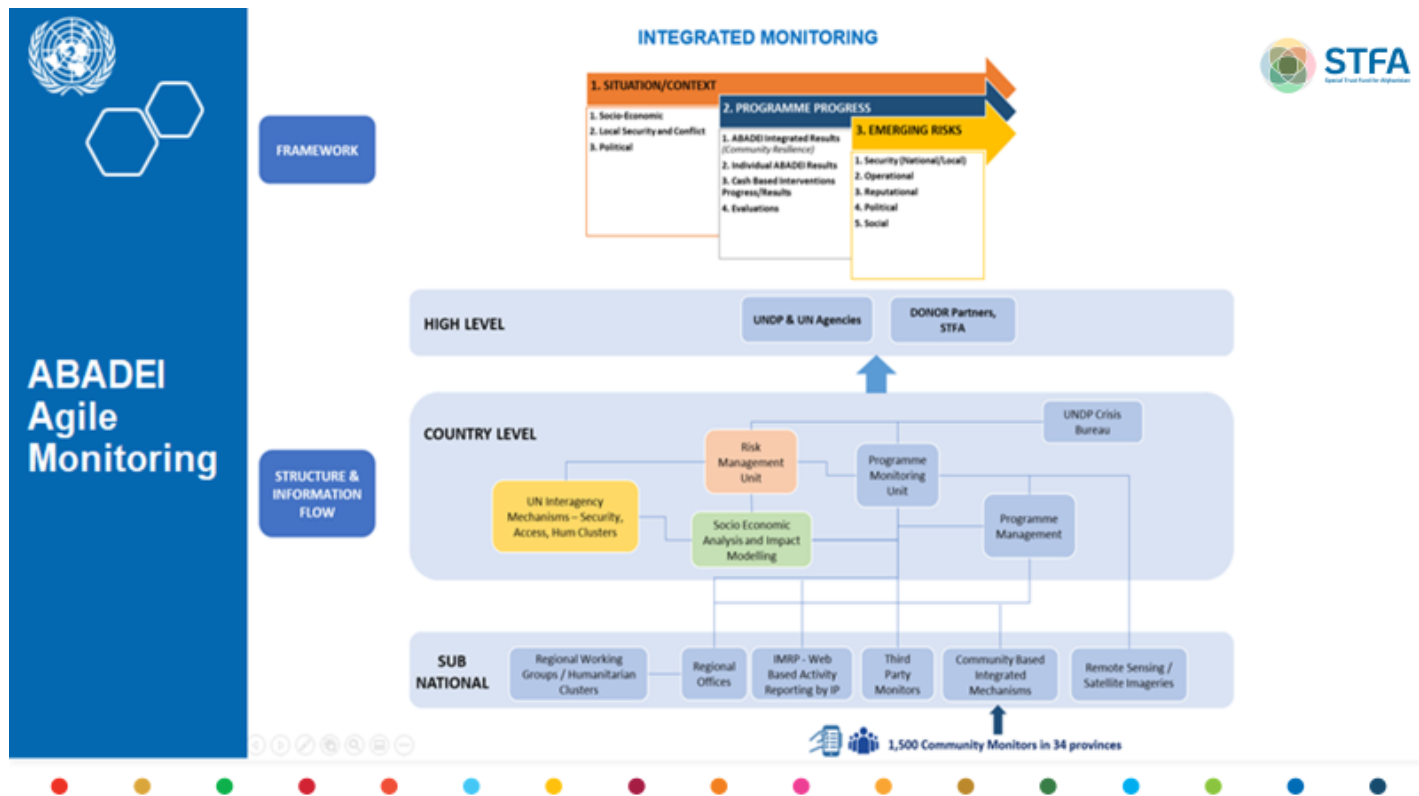 INTEGRATED MONITORING
STFA
Special Trust Fund for Afghanistan
ABADEI
Agile
Monitoring
FRAMEWORK
1. SITUATION/CONTEXT
1. Socio-Economic
2. Local Security and Conflict
3. Political
2. PROGRAMME PROGRESS
1. ABADEI Integrated Results
(Community Resilience)
2. Individual ABADEI Results
3. Cash Based Interventions
Progress/Results
4. Evaluations
3. EMERGING RISKS
1. Security (National/Local)
2. Operational
3. Reputational
4. Political
5. Social
STRUCTURE &
INFORMATION
FLOW
HIGH LEVEL
UNDP & UN Agencies
DONOR Partners,
STFA
COUNTRY LEVEL
UNDP Crisis
Bureau
Risk
Management
Unit
Programme
Monitoring
Unit
UN Interagency
Mechanisms – Security,
Access, Hum Clusters
Socio Economic
Analysis and Impact
Modelling
Programme
Management
SUB
NATIONAL
Regional Working
Groups / Humanitarian
Clusters
Regional
Offices
IMRP - Web
Based Activity
Reporting by IP
Third
Party
Monitors
Community Based
Integrated
Mechanisms
Remote Sensing /
Satellite Imageries
1,500 Community Monitors in 34 provinces